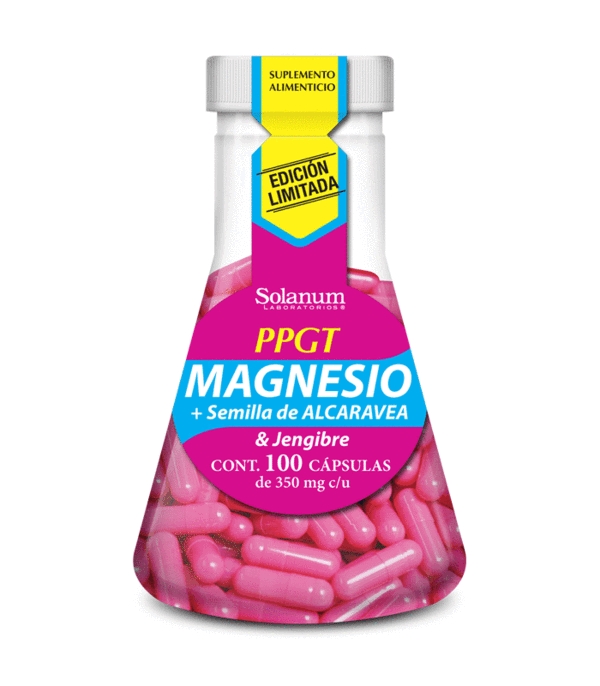 SUPLEMENTO
ALIMENTICIO
EDICIÓN
LIMITADA
Solanum
LABORATORIOS®
PPGT
MAGNESIO
+ Semilla de ALCARAVEA
& Jengibre
CONT. 100 CÁPSULAS
de 350 mg c/u